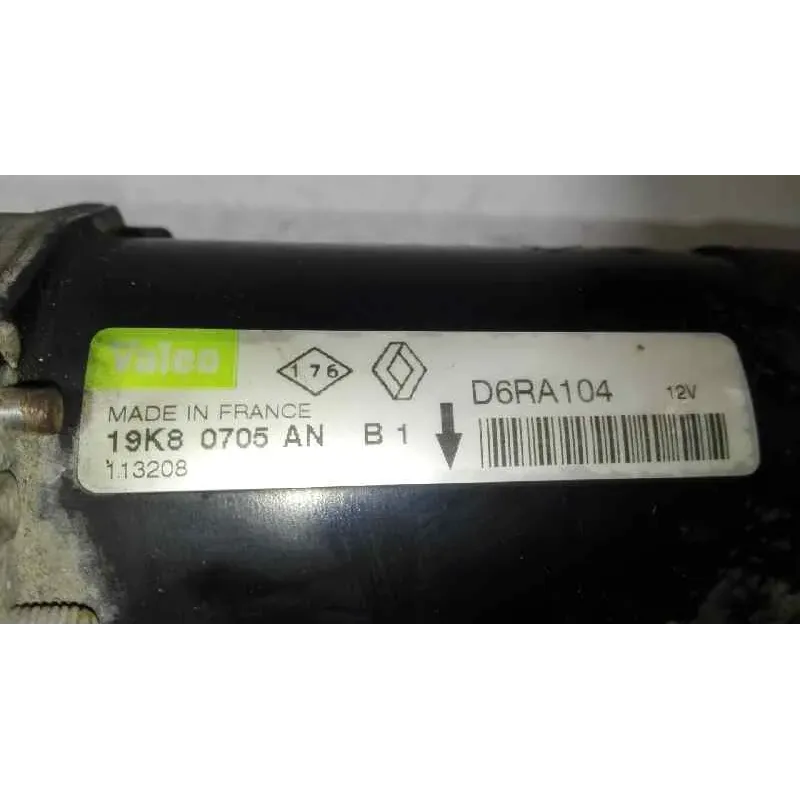 Valeo
176
D6RA104 12V
MADE IN FRANCE
19K8 0705 AN B 1
113208